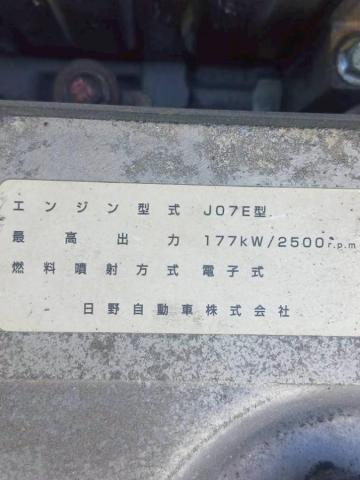 エンジン型式 J07E型
最高出力 177kW/2500r.p.m
燃料噴射方式 電子式
日野自動車株式会社